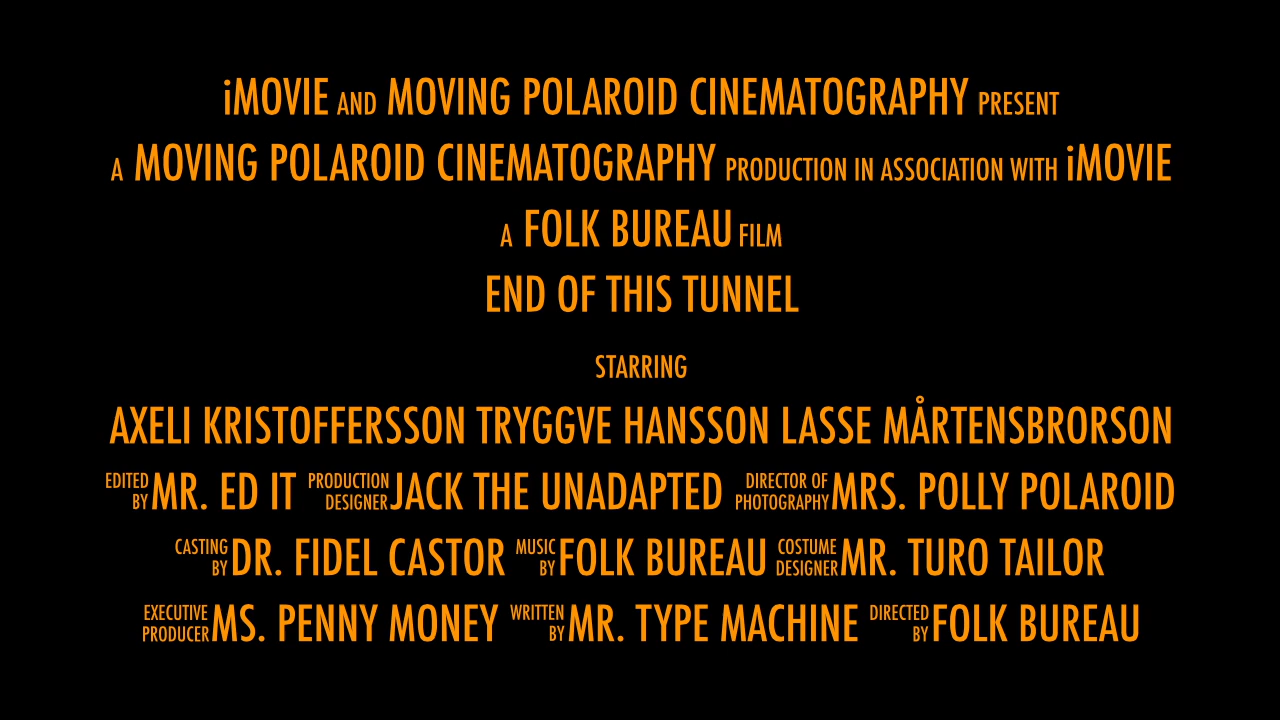 iMOVIE AND MOVING POLAROID CINEMATOGRAPHY PRESENT
A MOVING POLAROID CINEMATOGRAPHY PRODUCTION IN ASSOCIATION WITH iMOVIE
A FOLK BUREAU FILM
END OF THIS TUNNEL
STARRING
AXELI KRISTOFFERSSON TRYGGVE HANSSON LASSE MÅRTENSBRORSON
EDITED BY MR. ED IT PRODUCTION DESIGNER JACK THE UNADAPTED DIRECTOR OF PHOTOGRAPHY MRS. POLLY POLAROID
CASTING BY DR. FIDEL CASTOR MUSIC BY FOLK BUREAU COSTUME DESIGNER MR. TURO TAILOR
EXECUTIVE PRODUCER MS. PENNY MONEY WRITTEN BY MR. TYPE MACHINE DIRECTED BY FOLK BUREAU